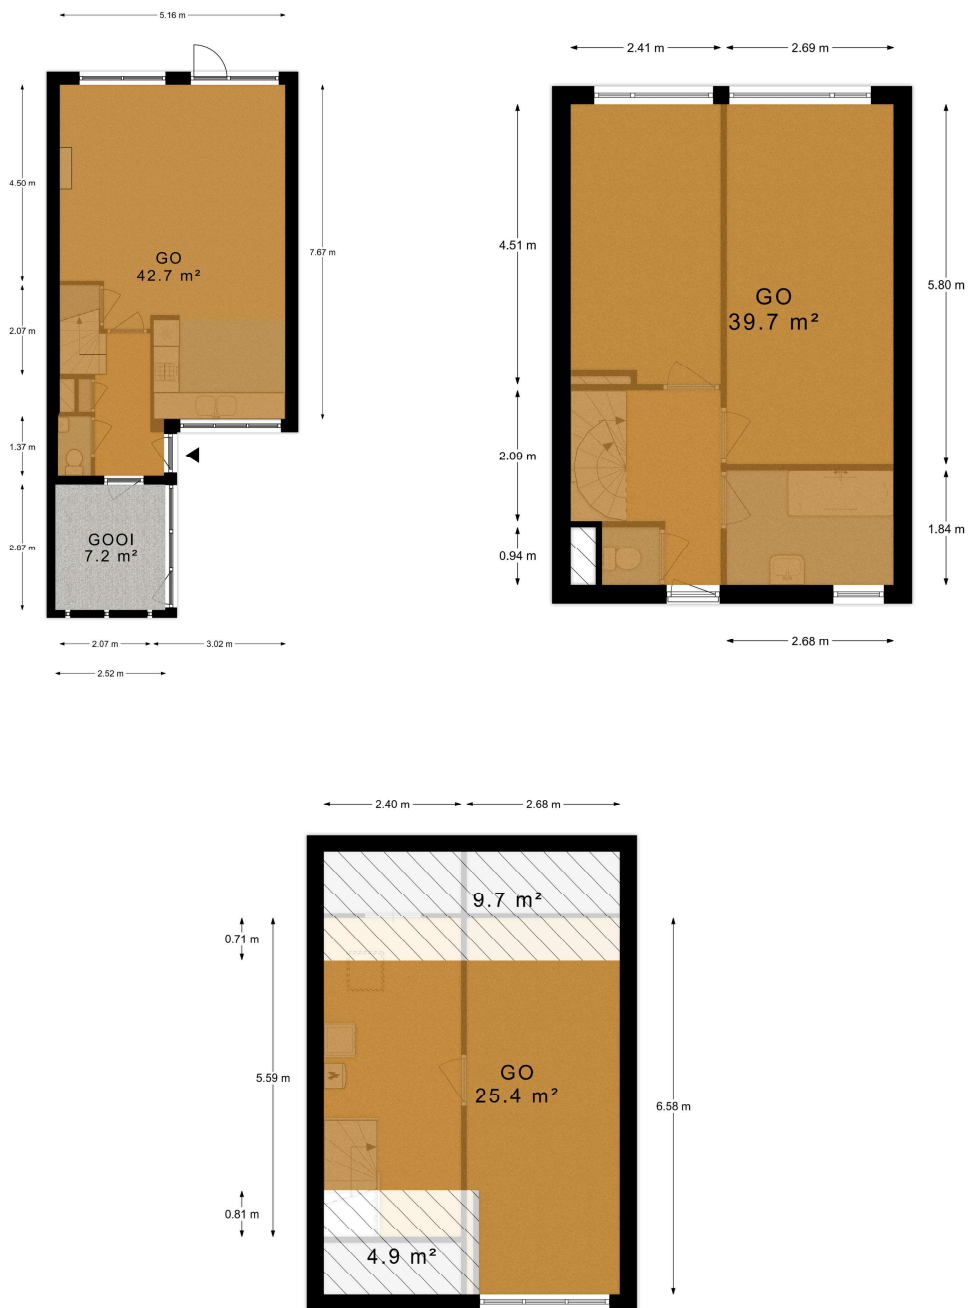 5.16 m
2.41 m
2.69 m
4.50 m
7.67 m
4.51 m
5.80 m
GO
42.7 m²
GO
39.7 m²
2.07 m
1.37 m
2.09 m
GOOI
7.2 m²
2.67 m
0.94 m
1.84 m
2.07 m
3.02 m
2.68 m
2.52 m
2.40 m
2.68 m
9.7 m²
0.71 m
GO
25.4 m²
5.59 m
6.58 m
0.81 m
4.9 m²